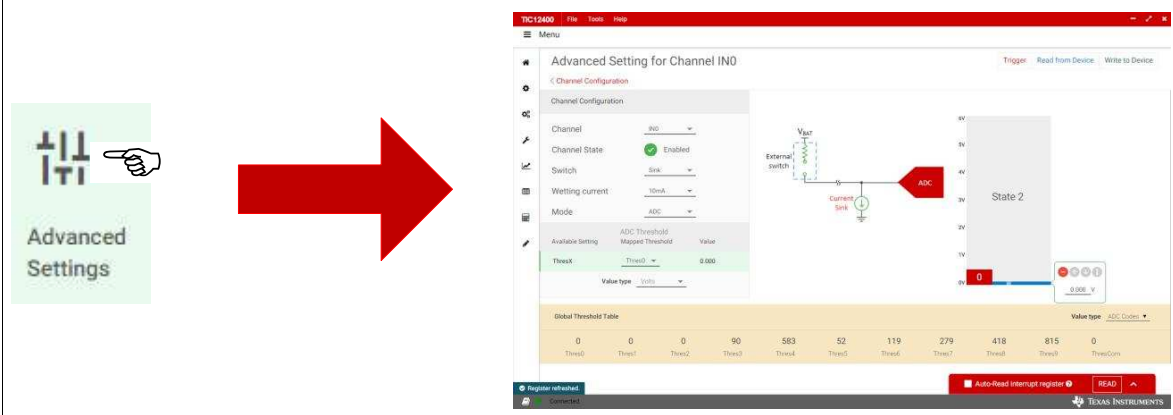 Advanced
Settings
TIC12400 File Tools Help
Menu
Advanced Setting for Channel IN0
Trigger Read from Device Write to Device
< Channel Configuration
Channel Configuration
Channel IN0
Channel State Enabled
Switch Sink
Wetting current 10mA
Mode ADC
ADC Threshold
Available Setting Mapped Threshold Value
ThresX Thres0 0.000
Value type Volts
VBAT
External
switch
Current
Sink
ADC
6V
5V
4V
3V
2V
1V
0V
State 2
0
0.000 V
Global Threshold Table
Value type ADC Codes
0 0 0 90 583 52 119 279 418 815 0
Thres0 Thres1 Thres2 Thres3 Thres4 Thres5 Thres6 Thres7 Thres8 Thres9 ThresCom
Auto-Read Interrupt register READ
Register refreshed.
Connected
TEXAS INSTRUMENTS